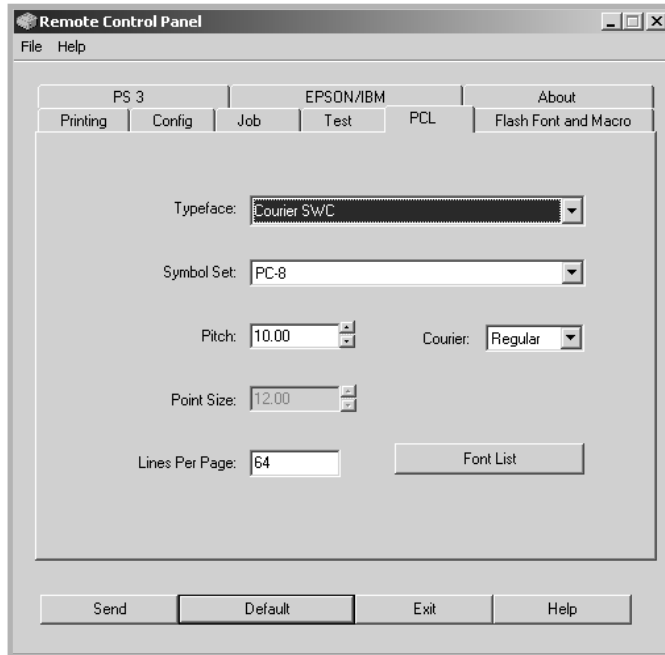 Remote Control Panel
File Help
PS 3 EPSON/IBM About
Printing Config Job Test PCL Flash Font and Macro
Typeface: Courier SWC
Symbol Set: PC-8
Pitch: 10.00 Courier: Regular
Point Size: 12.00
Lines Per Page: 64 Font List
Send Default Exit Help